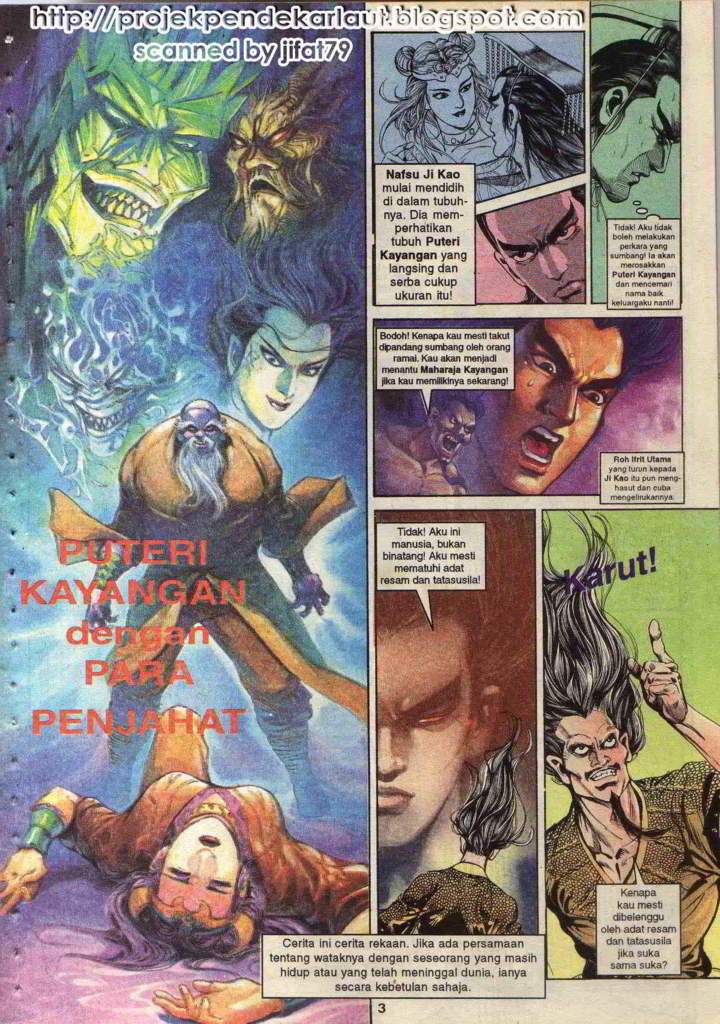 http://projekpendekarlaut.blogspot.com
scanned by jifat79
PUTERI
KAYANGAN
dengan
PARA
PENJAHAT
Nafsu Ji Kao
mulai mendidih
di dalam tubuh-
nya. Dia mem-
perhatikan
tubuh Puteri
Kayangan yang
langsing dan
serba cukup
ukuran itu!
Tidak! Aku tidak
boleh melakukan
perkara yang
sumbang! Ia akan
merosakkan
Puteri Kayangan
dan mencemari
nama baik
keluargaku nanti!
Bodoh! Kenapa kau mesti takut
dipandang sumbang oleh orang
ramai. Kau akan menjadi
menantu Maharaja Kayangan
jika kau memilikinya sekarang!
Roh Ifrit Utama
yang turun kepada
Ji Kao itu pun meng-
hasut dan cuba
mengelirukannya.
Tidak! Aku ini
manusia, bukan
binatang! Aku mesti
mematuhi adat
resam dan tatasusila!
Karut!
Kenapa
kau mesti
dibelenggu
oleh adat resam
dan tatasusila
jika suka
sama suka?
Cerita ini cerita rekaan. Jika ada persamaan
tentang wataknya dengan seseorang yang masih
hidup atau yang telah meninggal dunia, ianya
secara kebetulan sahaja.
3